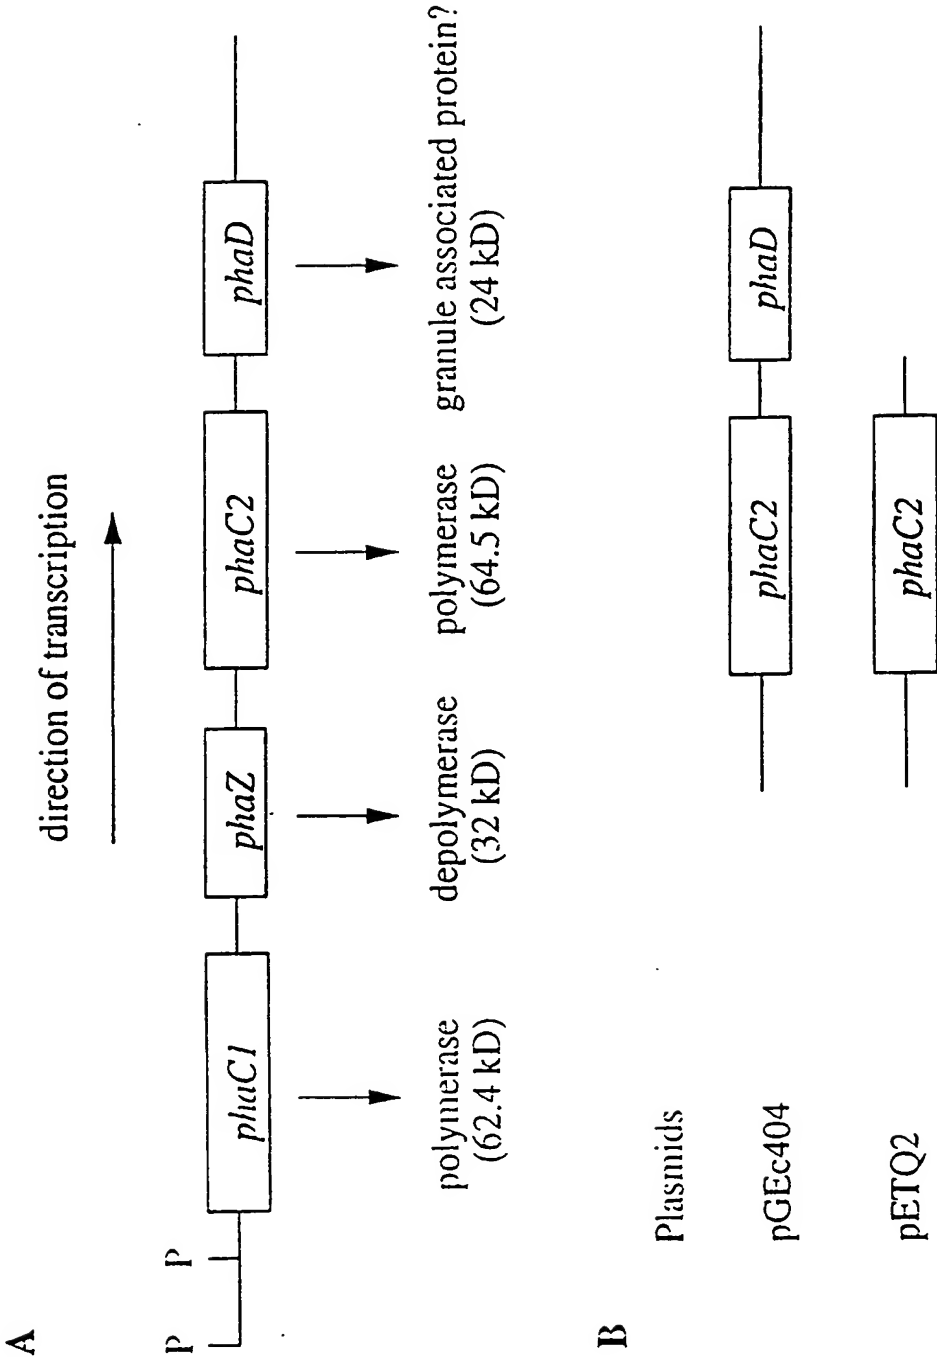 A
direction of transcription
P P
phaC1 phaZ phaC2 phaD
polymerase
(62.4 kD)
depolymerase
(32 kD)
polymerase
(64.5 kD)
granule associated protein?
(24 kD)
B
Plasmids
pGEc404
phaC2 phaD
pETQ2
phaC2